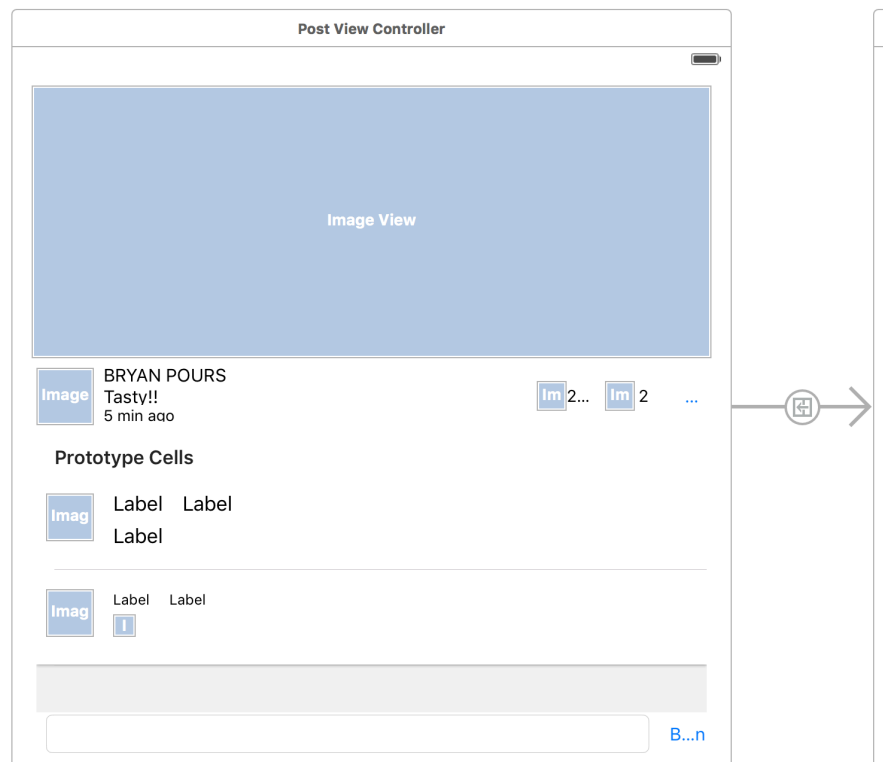 Post View Controller
Image View
Image
BRYAN POURS
Tasty!!
5 min ago
Im 2... Im 2 ...
Prototype Cells
Imag
Label Label
Label
Imag
Label Label
I
B...n